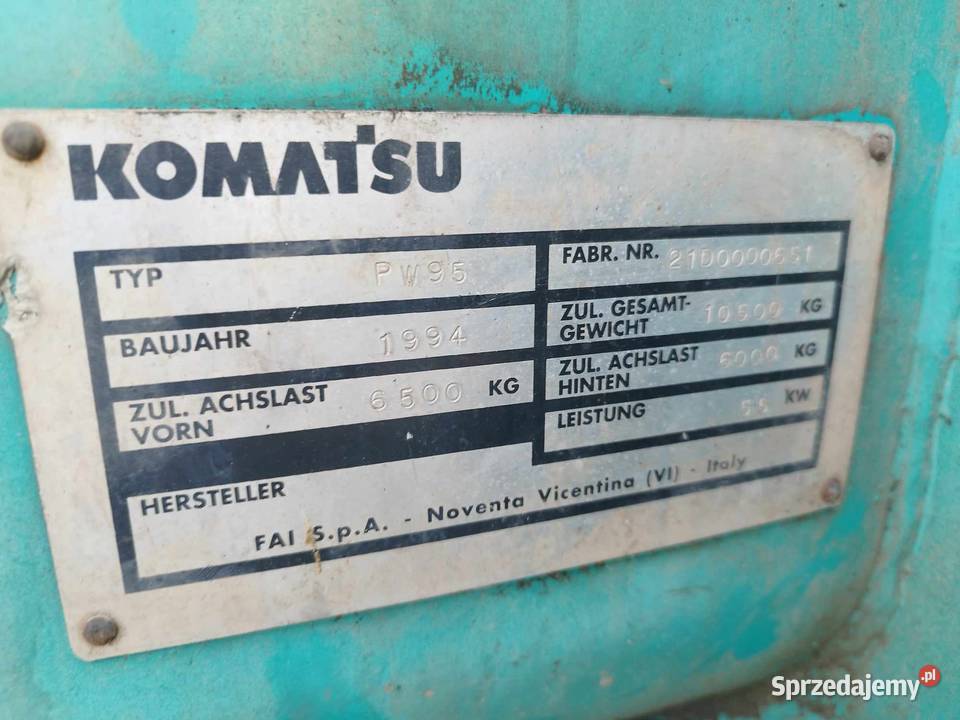 KOMATSU
TYP PW95
FABR. NR. 21D0000651
BAUJAHR 1994
ZUL. GESAMT-
GEWICHT 10500 KG
ZUL. ACHSLAST
VORN 6500 KG
ZUL. ACHSLAST
HINTEN 6000 KG
LEISTUNG KW
HERSTELLER
FAI S.p.A. - Noventa Vicentina (VI) - Italy
Sprzedajemy.pl